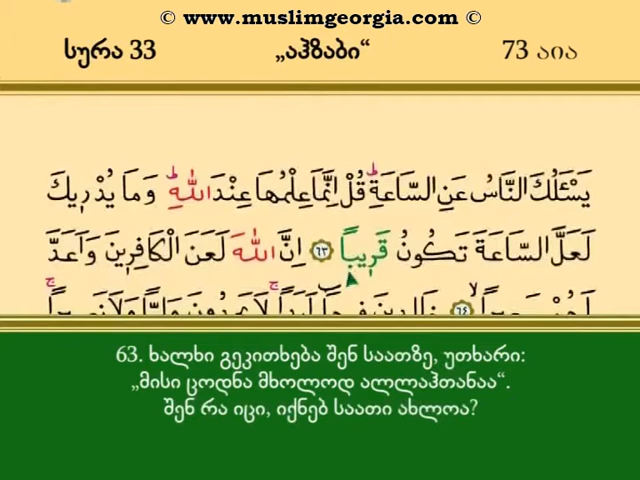 © www.muslimgeorgia.com ©
სურა 33 „აჰზაბი“ 73 აია
يَسْـَٔلُكَ النَّاسُ عَنِ السَّاعَةِ ۖ قُلْ اِنَّمَا عِلْمُهَا عِنْدَ اللّٰهِ ۖ وَمَا يُدْرِيكَ
لَعَلَّ السَّاعَةَ تَكُونُ قَرِيبًا ﴿٦٣﴾ اِنَّ اللّٰهَ لَعَنَ الْكَافِرِينَ وَاَعَدَّ
﴿٦٤﴾
63. ხალხი გეკითხება შენ საათზე, უთხარი:
„მისი ცოდნა მხოლოდ ალლაჰთანაა“.
შენ რა იცი, იქნებ საათი ახლოა?